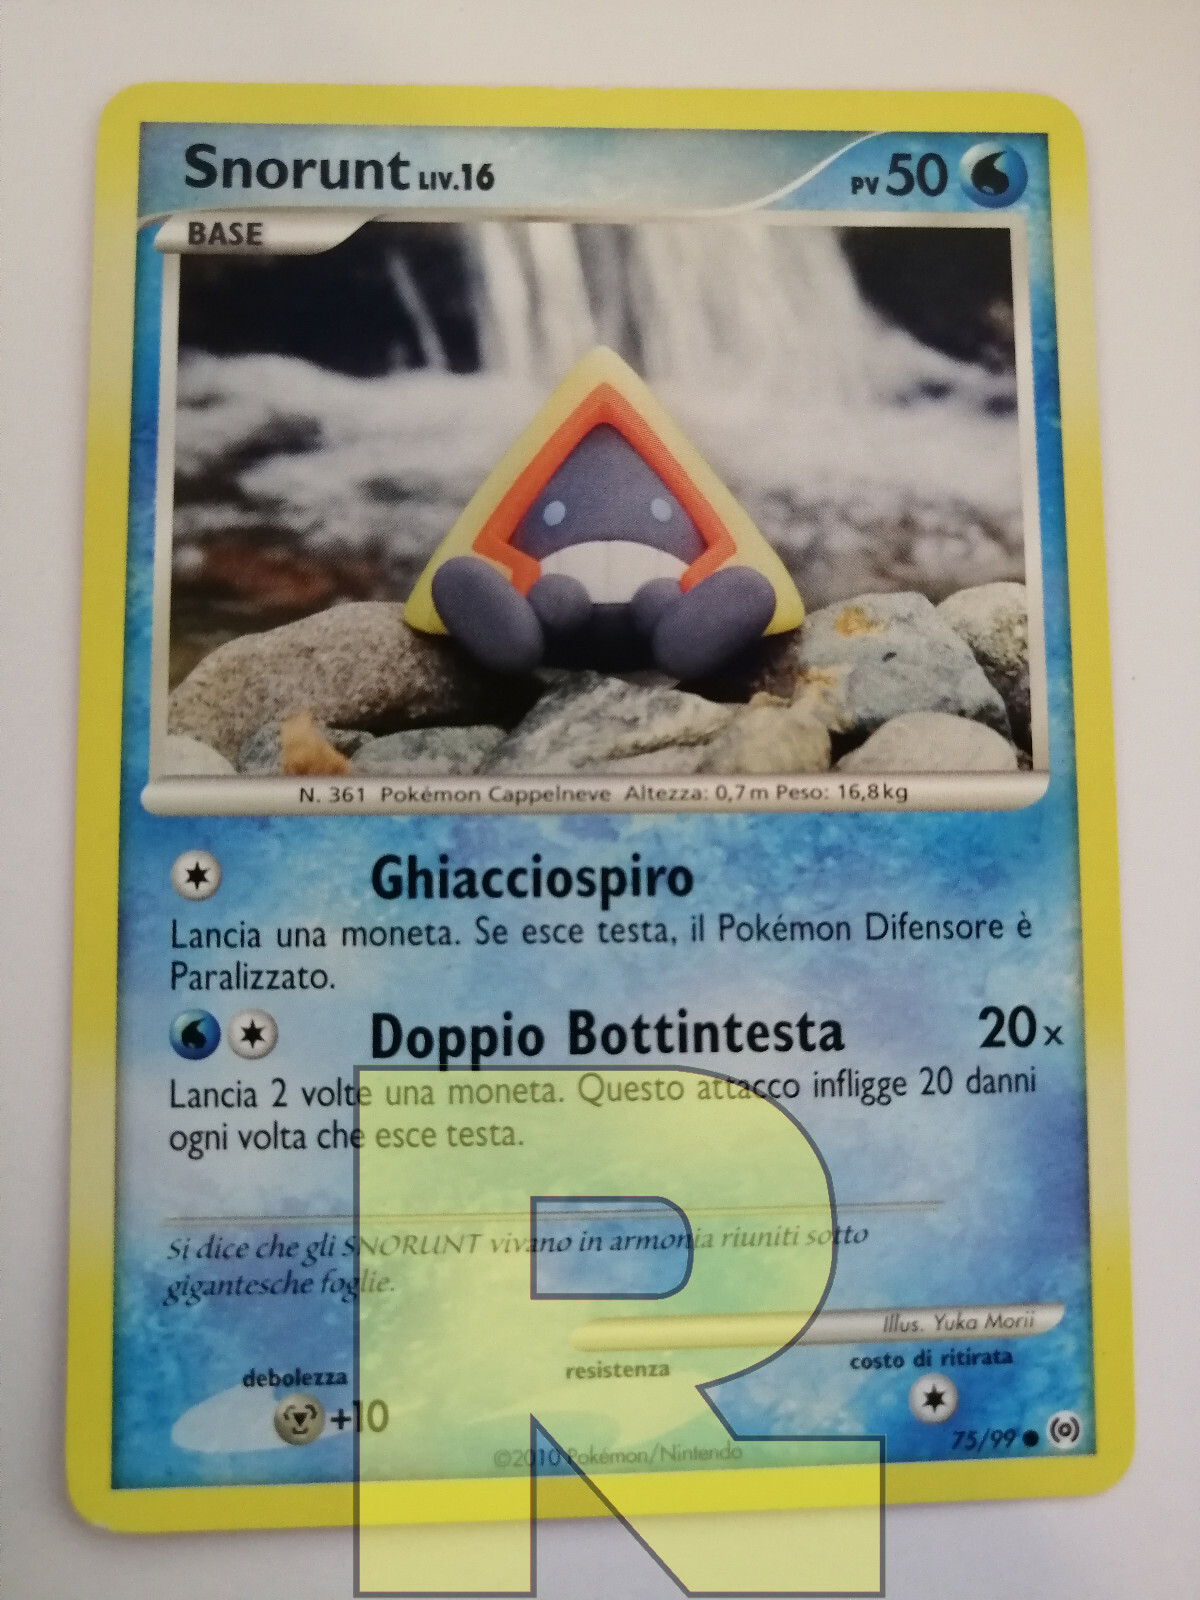 Snorunt LIV.16
PV 50
BASE
N. 361 Pokémon Cappelneve Altezza: 0,7 m Peso: 16,8 kg
Ghiacciospiro
Lancia una moneta. Se esce testa, il Pokémon Difensore è
Paralizzato.
Doppio Bottintesta 20x
Lancia 2 volte una moneta. Questo attacco infligge 20 danni
ogni volta che esce testa.
Si dice che gli SNORUNT vivano in armonia riuniti sotto
gigantesche foglie.
Illus. Yuka Morii
debolezza resistenza costo di ritirata
+10
75/99
©2010 Pokémon/Nintendo
R